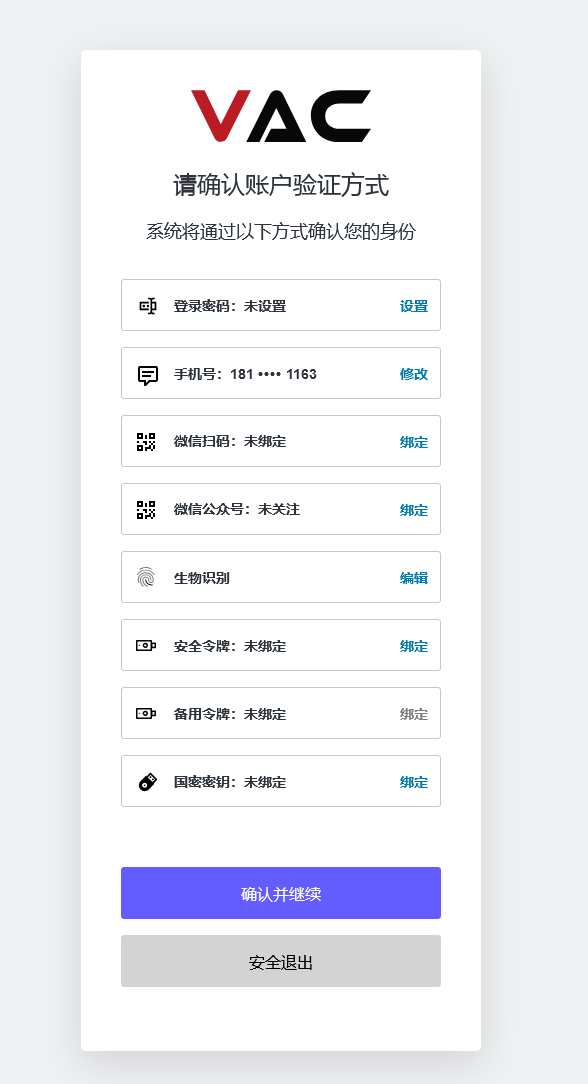 VAC
请确认账户验证方式
系统将通过以下方式确认您的身份
登录密码：未设置 设置
手机号：181 •••• 1163 修改
微信扫码：未绑定 绑定
微信公众号：未关注 绑定
生物识别 编辑
安全令牌：未绑定 绑定
备用令牌：未绑定 绑定
国密密钥：未绑定 绑定
确认并继续
安全退出